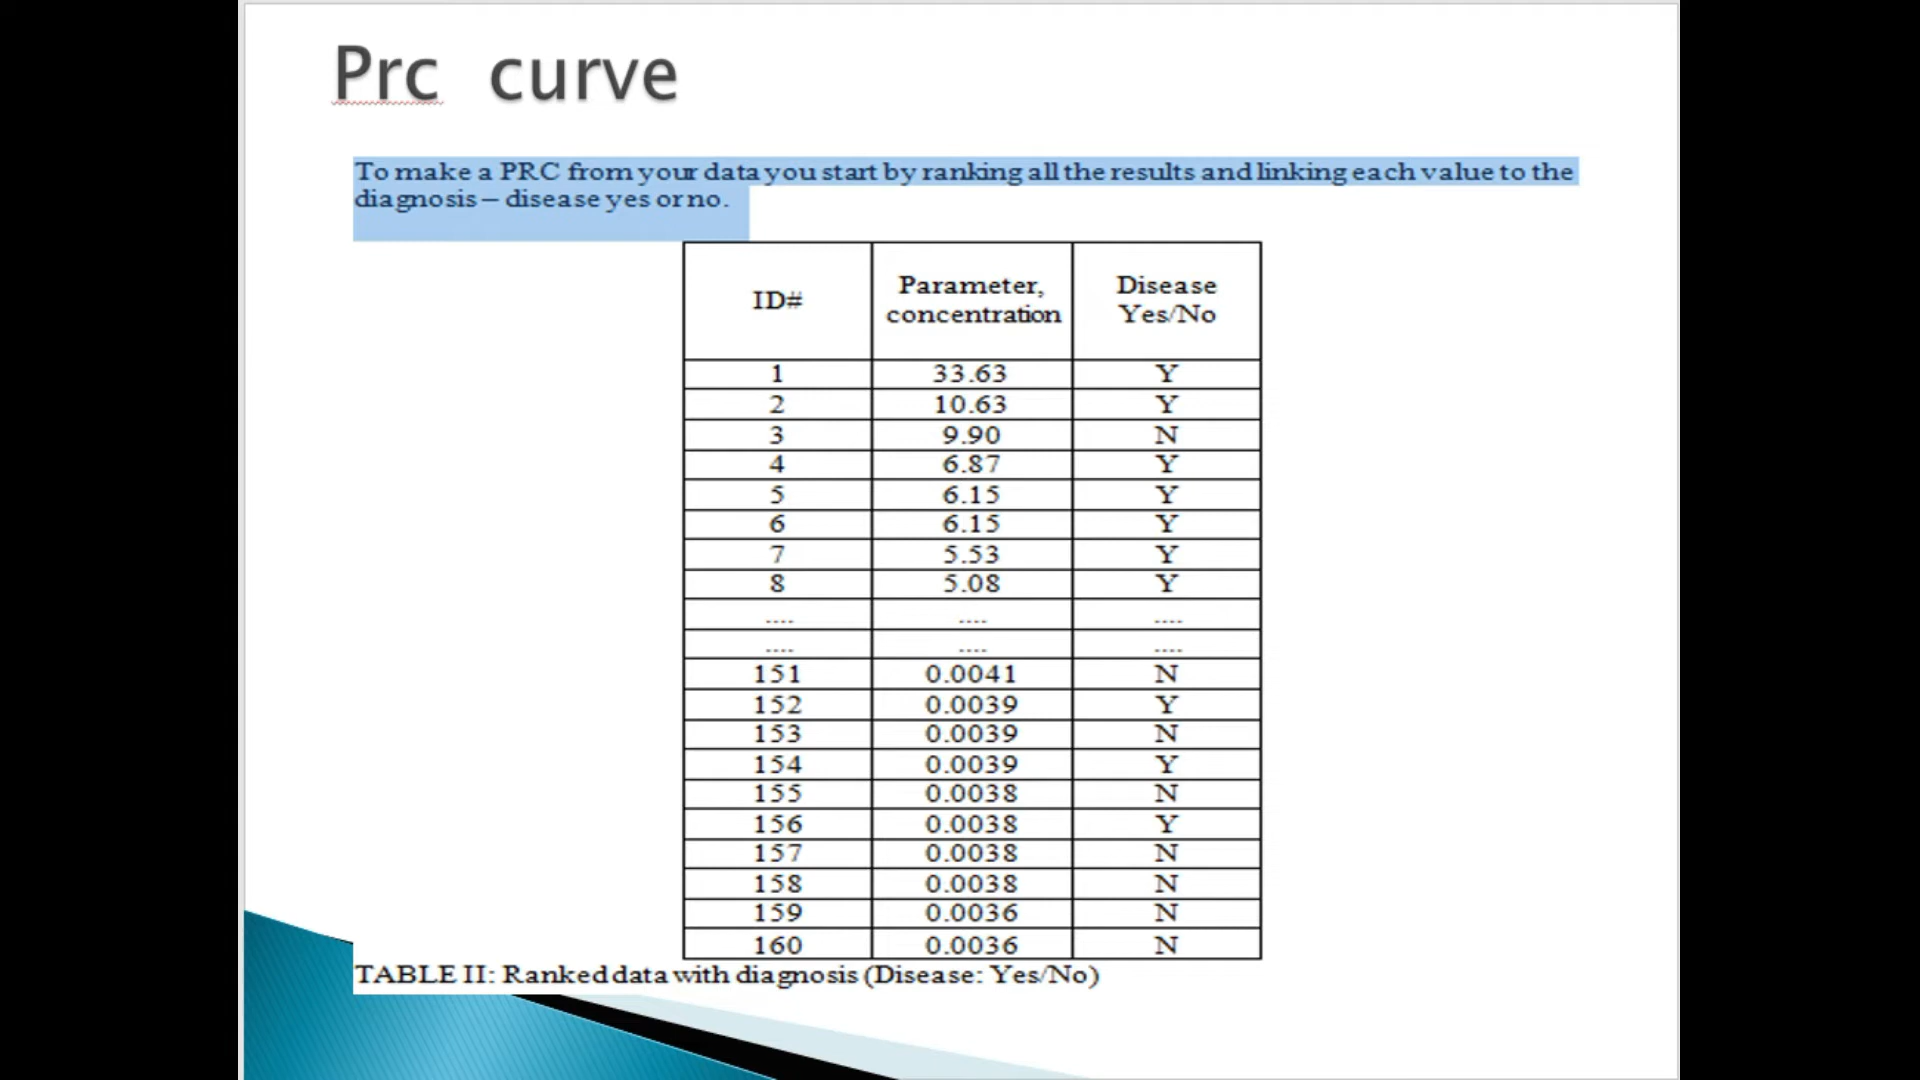 Prc curve
To make a PRC from your data you start by ranking all the results and linking each value to the
diagnosis – disease yes or no.
ID# Parameter, concentration Disease Yes/No
1 33.63 Y
2 10.63 Y
3 9.90 N
4 6.87 Y
5 6.15 Y
6 6.15 Y
7 5.53 Y
8 5.08 Y
.... .... ....
.... .... ....
151 0.0041 N
152 0.0039 Y
153 0.0039 N
154 0.0039 Y
155 0.0038 N
156 0.0038 Y
157 0.0038 N
158 0.0038 N
159 0.0036 N
160 0.0036 N
TABLE II: Ranked data with diagnosis (Disease: Yes/No)